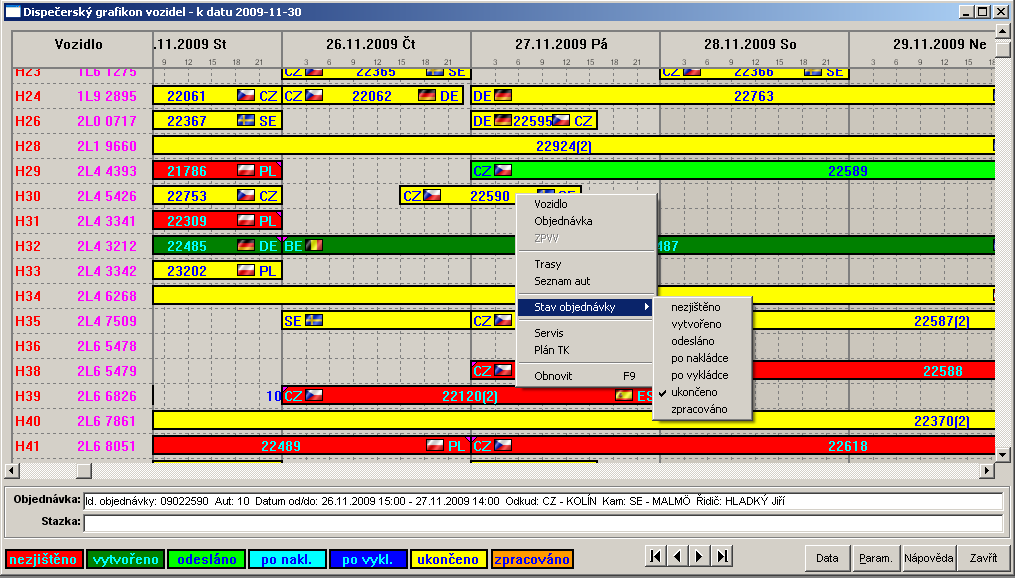 Dispečerský grafikon vozidel - k datu 2009-11-30
Vozidlo .11.2009 St 26.11.2009 Čt 27.11.2009 Pá 28.11.2009 So 29.11.2009 Ne
9 12 15 18 21 3 6 9 12 15 18 21 3 6 9 12 15 18 21 3 6 9 12 15 18 21 3 6 9 12 15 18
H23 1L6 1275 CZ 22365 SE CZ 22366 SE
H24 1L9 2895 22061 CZ CZ 22062 DE DE 22763
H26 2L0 0717 22367 SE DE 22595 CZ
H28 2L1 9660 22924(2)
H29 2L4 4393 21786 PL CZ 22589
H30 2L4 5426 22753 CZ CZ 22590 SE
H31 2L4 3341 22309 PL
H32 2L4 3212 22485 DE BE 487
H33 2L4 3342 23202 PL
H34 2L4 6268
H35 2L4 7509 SE CZ 22587(2)
H36 2L6 5478
H38 2L6 5479 CZ 22588
H39 2L6 6826 10 CZ 22120(2) ES
H40 2L6 7861 22370(2)
H41 2L6 8051 22489 PL CZ 22618
Vozidlo
Objednávka
ZPVV
Trasy
Seznam aut
Stav objednávky
Servis
Plán TK
Obnovit F9
nezjištěno
vytvořeno
odesláno
po nakládce
po vykládce
ukončeno
zpracováno
Objednávka: Id. objednávky: 09022590 Aut: 10 Datum od/do: 26.11.2009 15:00 - 27.11.2009 14:00 Odkud: CZ - KOLÍN Kam: SE - MALMÖ Řidič: HLADKÝ Jiří
Stazka:
nezjištěno vytvořeno odesláno po nakl. po vykl. ukončeno zpracováno Data Param. Nápověda Zavřít